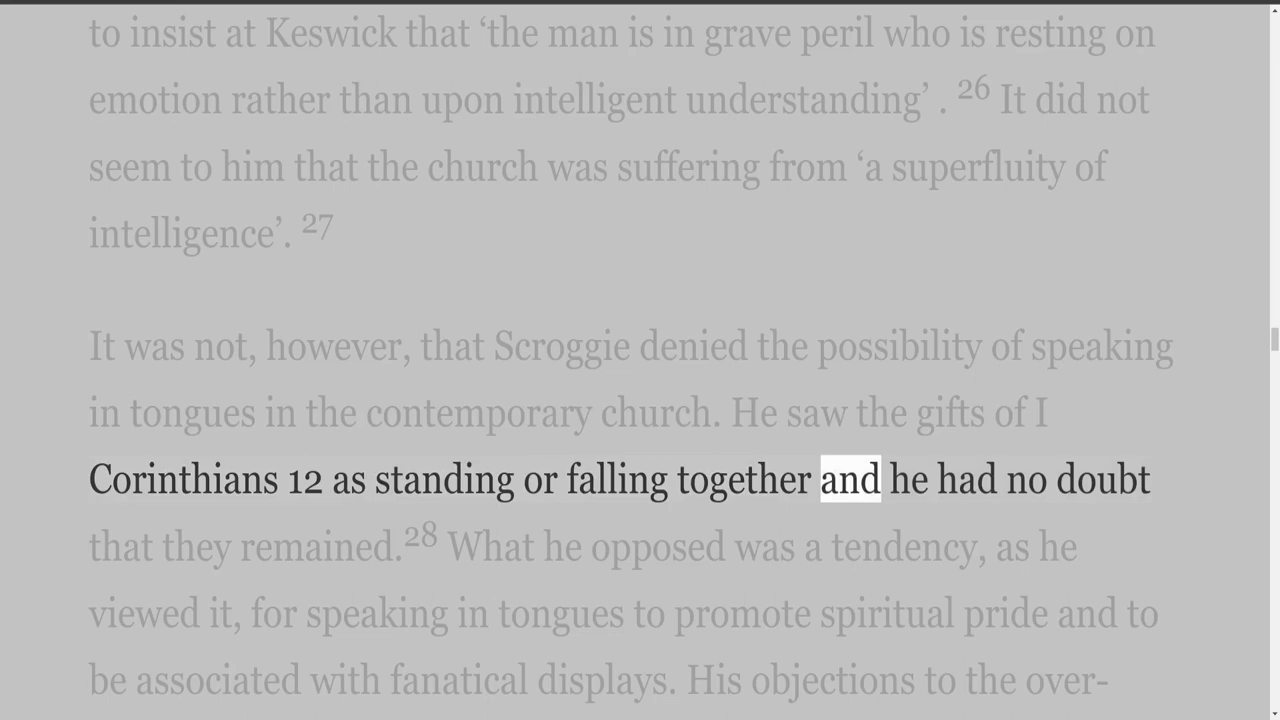 to insist at Keswick that ‘the man is in grave peril who is resting on
emotion rather than upon intelligent understanding’ . 26 It did not
seem to him that the church was suffering from ‘a superfluity of
intelligence’. 27
It was not, however, that Scroggie denied the possibility of speaking
in tongues in the contemporary church. He saw the gifts of I
Corinthians 12 as standing or falling together and he had no doubt
that they remained.28 What he opposed was a tendency, as he
viewed it, for speaking in tongues to promote spiritual pride and to
be associated with fanatical displays. His objections to the over-